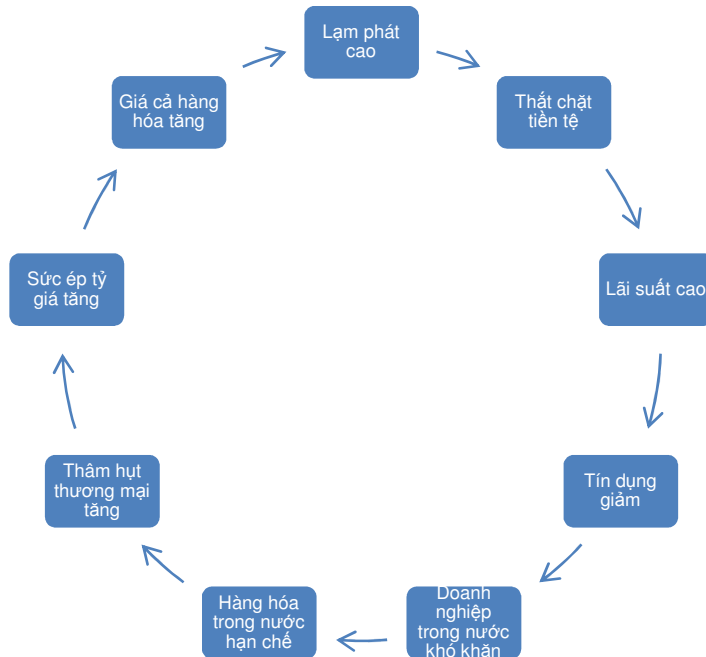 Lạm phát
cao
Thắt chặt
tiền tệ
Lãi suất cao
Tín dụng
giảm
Doanh
nghiệp
trong nước
khó khăn
Hàng hóa
trong nước
hạn chế
Thâm hụt
thương mại
tăng
Sức ép tỷ
giá tăng
Giá cả hàng
hóa tăng